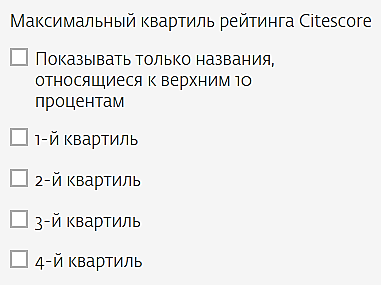 Максимальный квартиль рейтинга Citescore
Показывать только названия,
относящиеся к верхним 10
процентам
1-й квартиль
2-й квартиль
3-й квартиль
4-й квартиль